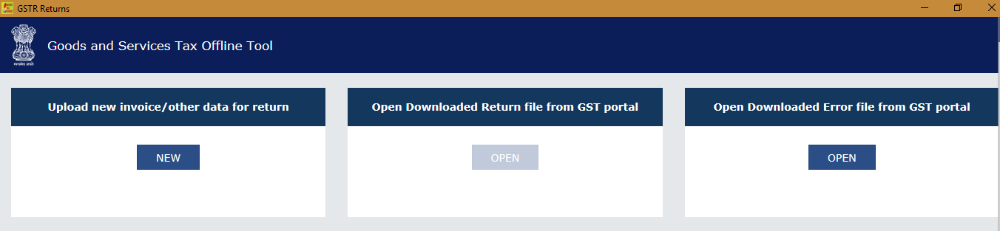 GSTR Returns
Goods and Services Tax Offline Tool
Upload new invoice/other data for return
NEW
Open Downloaded Return file from GST portal
OPEN
Open Downloaded Error file from GST portal
OPEN